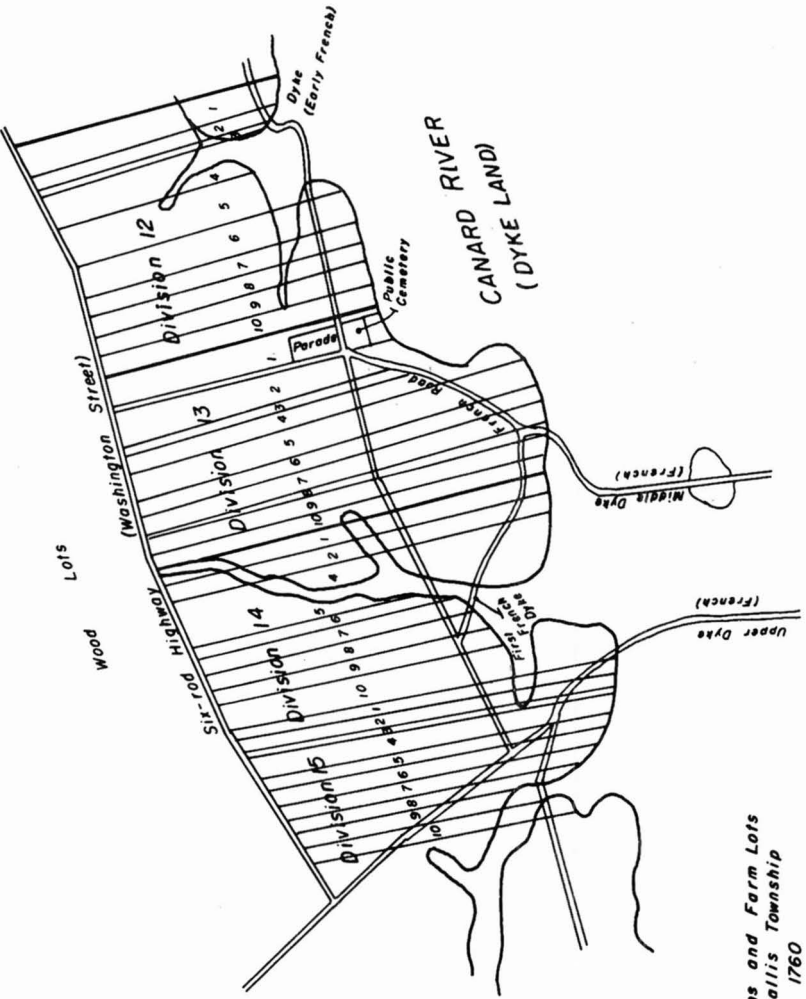 Wood
Lots
Six-rod Highway
(Washington Street)
Dyke
(Early French)
CANARD RIVER
(DYKE LAND)
Division 12
1
2
3
4
5
6
7
8
9
10
Parade
Public
Cemetery
Division 13
1
2
3
4
5
6
7
8
9
10
French Road
Middle Dyke
(French)
Division 14
1
2
4
5
6
7
8
9
10
First French
Dyke
Upper Dyke
(French)
Division 15
1
2
3
4
5
6
7
8
9
10
and Farm Lots
Township
1760